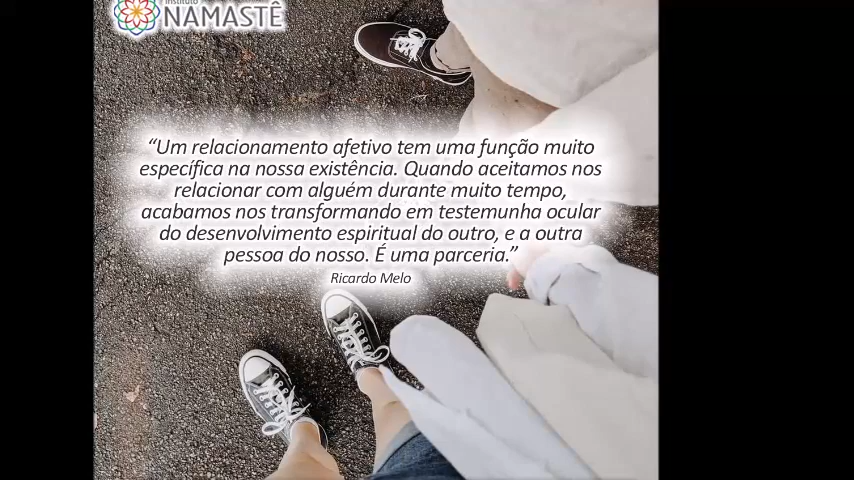 Instituto
NAMASTÊ
“Um relacionamento afetivo tem uma função muito
específica na nossa existência. Quando aceitamos nos
relacionar com alguém durante muito tempo,
acabamos nos transformando em testemunha ocular
do desenvolvimento espiritual do outro, e a outra
pessoa do nosso. É uma parceria.”
Ricardo Melo